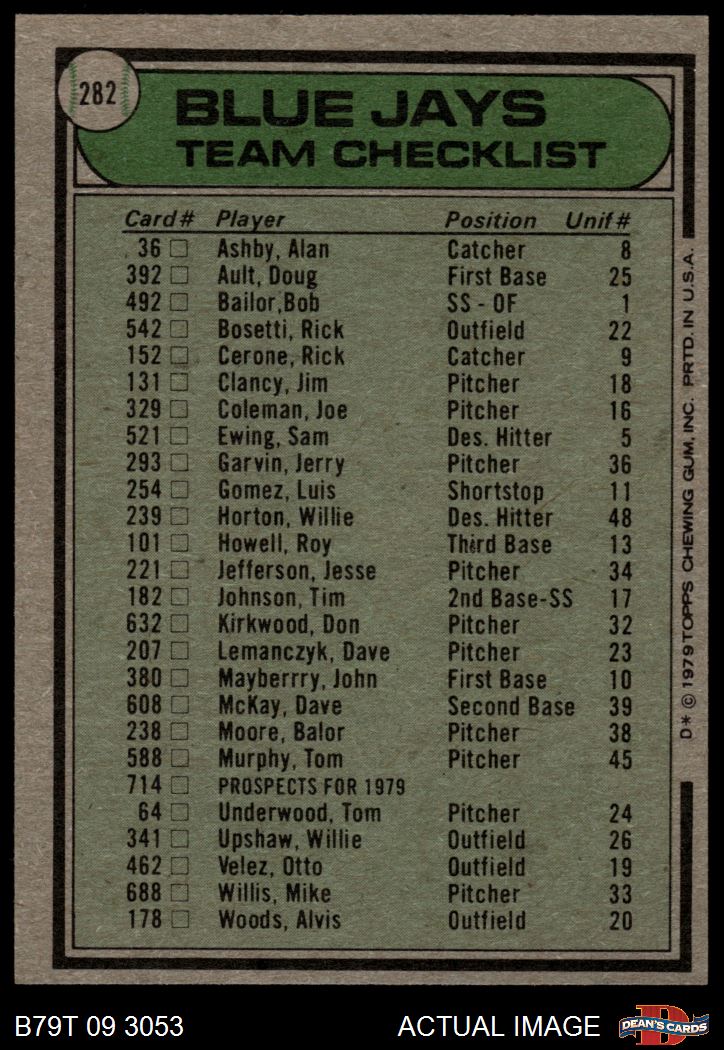 282
BLUE JAYS
TEAM CHECKLIST
Card# Player Position Unif#
36 Ashby, Alan Catcher 8
392 Ault, Doug First Base 25
492 Bailor,Bob SS - OF 1
542 Bosetti, Rick Outfield 22
152 Cerone, Rick Catcher 9
131 Clancy, Jim Pitcher 18
329 Coleman, Joe Pitcher 16
521 Ewing, Sam Des. Hitter 5
293 Garvin, Jerry Pitcher 36
254 Gomez, Luis Shortstop 11
239 Horton, Willie Des. Hitter 48
101 Howell, Roy Third Base 13
221 Jefferson, Jesse Pitcher 34
182 Johnson, Tim 2nd Base-SS 17
632 Kirkwood, Don Pitcher 32
207 Lemanczyk, Dave Pitcher 23
380 Mayberrry, John First Base 10
608 McKay, Dave Second Base 39
238 Moore, Balor Pitcher 38
588 Murphy, Tom Pitcher 45
714 PROSPECTS FOR 1979
64 Underwood, Tom Pitcher 24
341 Upshaw, Willie Outfield 26
462 Velez, Otto Outfield 19
688 Willis, Mike Pitcher 33
178 Woods, Alvis Outfield 20
D* © 1979 TOPPS CHEWING GUM, INC. PRTD. IN U.S.A.
B79T 09 3053 ACTUAL IMAGE
DEAN'S CARDS